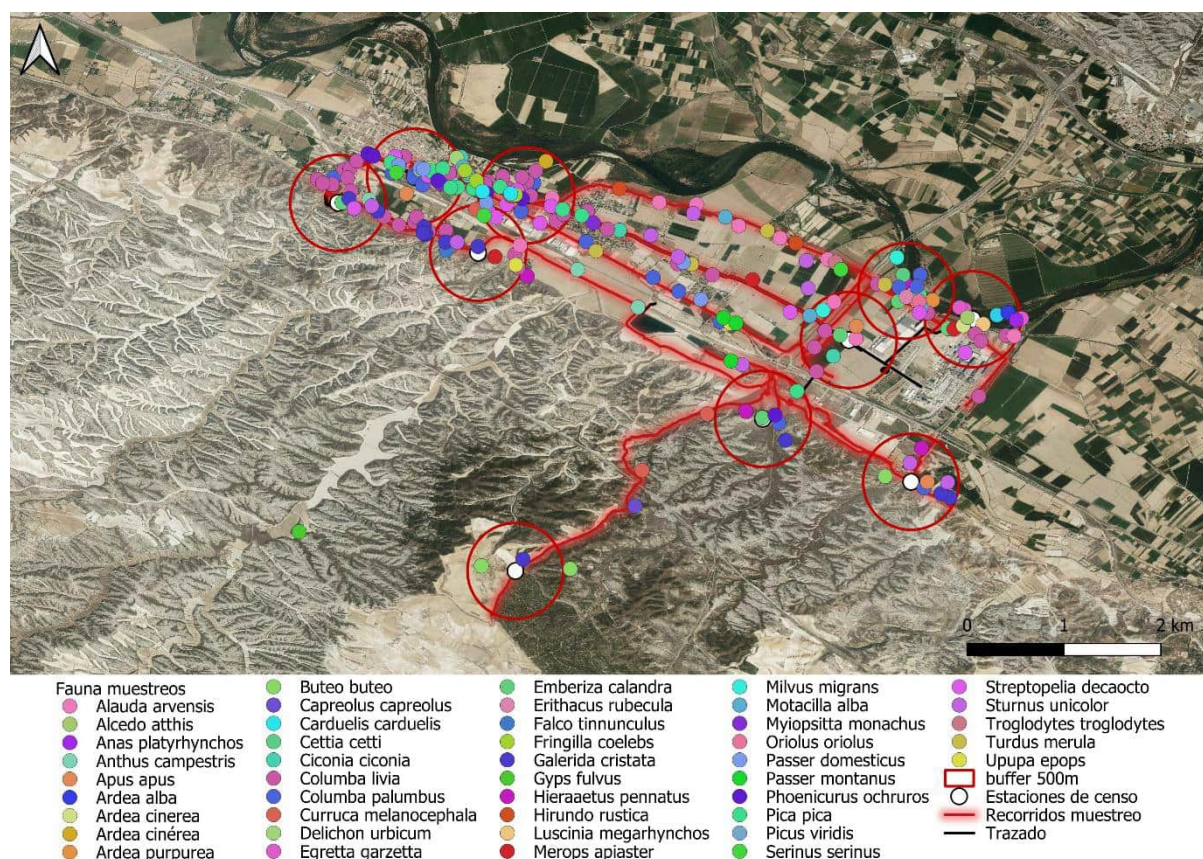 0 1 2 km
Fauna muestreos
Alauda arvensis
Alcedo atthis
Anas platyrhynchos
Anthus campestris
Apus apus
Ardea alba
Ardea cinerea
Ardea cinérea
Ardea purpurea
Buteo buteo
Capreolus capreolus
Carduelis carduelis
Cettia cetti
Ciconia ciconia
Columba livia
Columba palumbus
Curruca melanocephala
Delichon urbicum
Egretta garzetta
Emberiza calandra
Erithacus rubecula
Falco tinnunculus
Fringilla coelebs
Galerida cristata
Gyps fulvus
Hieraaetus pennatus
Hirundo rustica
Luscinia megarhynchos
Merops apiaster
Milvus migrans
Motacilla alba
Myiopsitta monachus
Oriolus oriolus
Passer domesticus
Passer montanus
Phoenicurus ochruros
Pica pica
Picus viridis
Serinus serinus
Streptopelia decaocto
Sturnus unicolor
Troglodytes troglodytes
Turdus merula
Upupa epops
buffer 500m
Estaciones de censo
Recorridos muestreo
Trazado